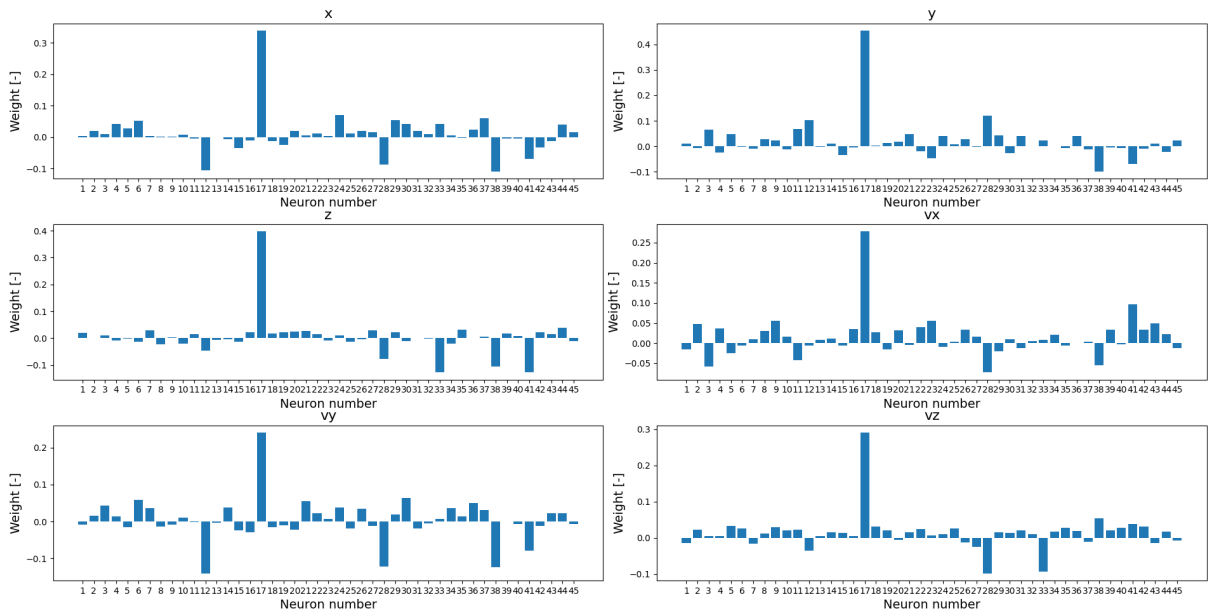 x
0.3
0.2
0.1
0.0
−0.1
Weight [-]
1 2 3 4 5 6 7 8 9 10 11 12 13 14 15 16 17 18 19 20 21 22 23 24 25 26 27 28 29 30 31 32 33 34 35 36 37 38 39 40 41 42 43 44 45
Neuron number
y
0.4
0.3
0.2
0.1
0.0
−0.1
Weight [-]
1 2 3 4 5 6 7 8 9 10 11 12 13 14 15 16 17 18 19 20 21 22 23 24 25 26 27 28 29 30 31 32 33 34 35 36 37 38 39 40 41 42 43 44 45
Neuron number
z
0.4
0.3
0.2
0.1
0.0
−0.1
Weight [-]
1 2 3 4 5 6 7 8 9 10 11 12 13 14 15 16 17 18 19 20 21 22 23 24 25 26 27 28 29 30 31 32 33 34 35 36 37 38 39 40 41 42 43 44 45
Neuron number
vx
0.25
0.20
0.15
0.10
0.05
0.00
−0.05
Weight [-]
1 2 3 4 5 6 7 8 9 10 11 12 13 14 15 16 17 18 19 20 21 22 23 24 25 26 27 28 29 30 31 32 33 34 35 36 37 38 39 40 41 42 43 44 45
Neuron number
vy
0.2
0.1
0.0
−0.1
Weight [-]
1 2 3 4 5 6 7 8 9 10 11 12 13 14 15 16 17 18 19 20 21 22 23 24 25 26 27 28 29 30 31 32 33 34 35 36 37 38 39 40 41 42 43 44 45
Neuron number
vz
0.3
0.2
0.1
0.0
−0.1
Weight [-]
1 2 3 4 5 6 7 8 9 10 11 12 13 14 15 16 17 18 19 20 21 22 23 24 25 26 27 28 29 30 31 32 33 34 35 36 37 38 39 40 41 42 43 44 45
Neuron number